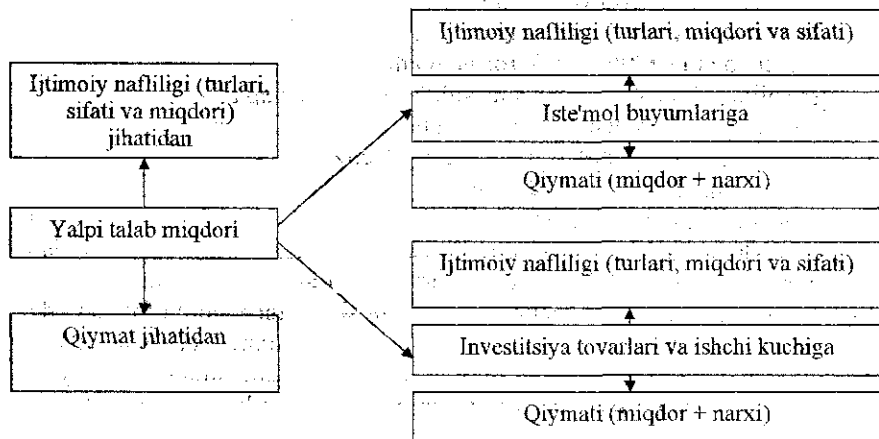 Ijtimoiy nafliligi (turlari,
sifati va miqdori)
jihatidan
Yalpi talab miqdori
Qiymat jihatidan
Ijtimoiy nafliligi (turlari, miqdori va sifati)
Iste'mol buyumlariga
Qiymati (miqdor + narxi)
Ijtimoiy nafliligi (turlari, miqdori va sifati)
Investitsiya tovarlari va ishchi kuchiga
Qiymati (miqdor + narxi)